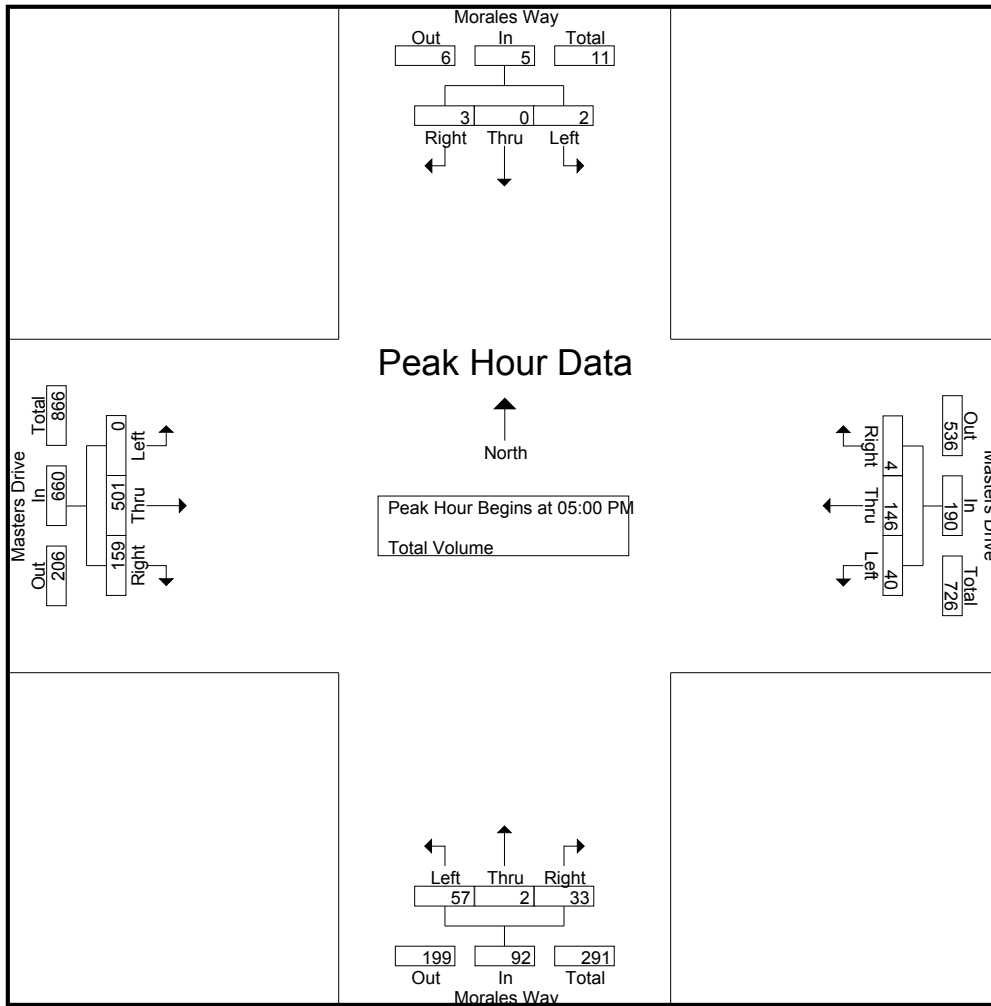 Morales Way
Out In Total
6 5 11
3 0 2
Right Thru Left
Peak Hour Data
North
Peak Hour Begins at 05:00 PM
Total Volume
Masters Drive
Out In Total
206 660 866
159 501 0
Right Thru Left
Masters Drive
Out In Total
536 190 726
4 146 40
Right Thru Left
Left Thru Right
57 2 33
199 92 291
Out In Total
Morales Way